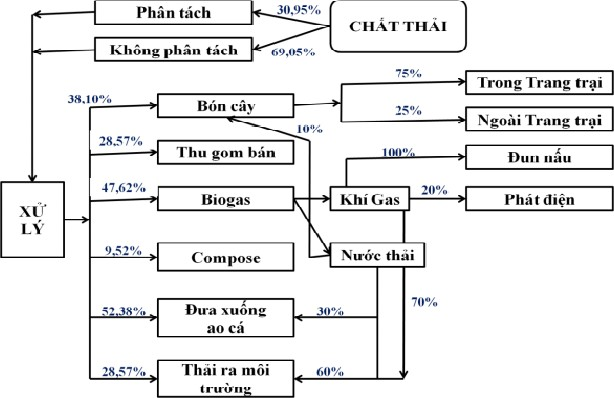 Phân tách
30,95%
CHẤT THẢI
Không phân tách
69,05%
38,10%
Bón cây
75%
Trong Trang trại
25%
Ngoài Trang trại
10%
28,57%
Thu gom bán
100%
Đun nấu
XỬ
LÝ
47,62%
Biogas
Khí Gas
20%
Phát điện
9,52%
Compose
Nước thải
70%
52,38%
Đưa xuống
ao cá
30%
28,57%
Thải ra môi
trường
60%